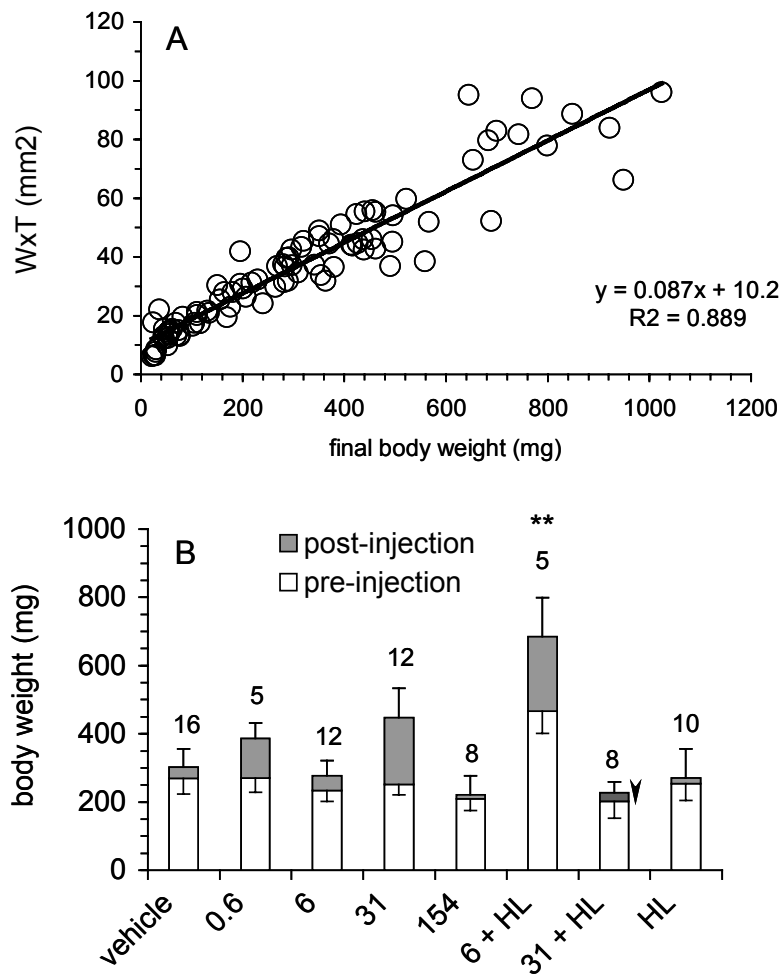 A
120
100
80
60
40
20
0
WxT (mm2)
y = 0.087x + 10.2
R2 = 0.889
0 200 400 600 800 1000 1200
final body weight (mg)
B
1000
800
600
400
200
0
body weight (mg)
post-injection
pre-injection
**
16 5 12 12 8 5 8 10
vehicle 0.6 6 31 154 6 + HL 31 + HL HL